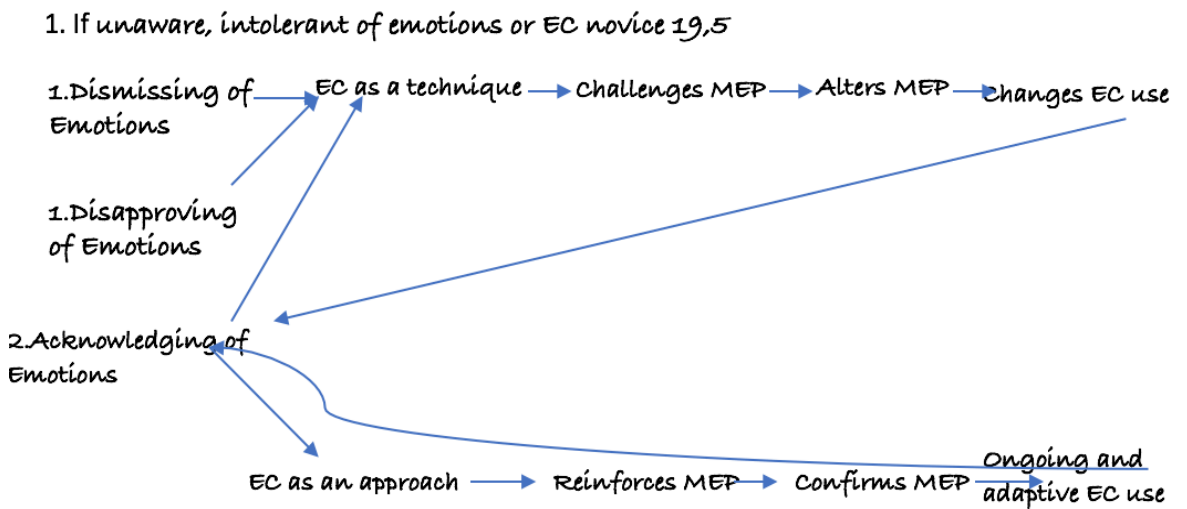 1. If unaware, intolerant of emotions or EC novice 19,5
1.Dismissing of
Emotions
EC as a technique
Challenges MEP
Alters MEP
Changes EC use
1.Disapproving
of Emotions
2.Acknowledging of
Emotions
EC as an approach
Reinforces MEP
Confirms MEP
Ongoing and
adaptive EC use